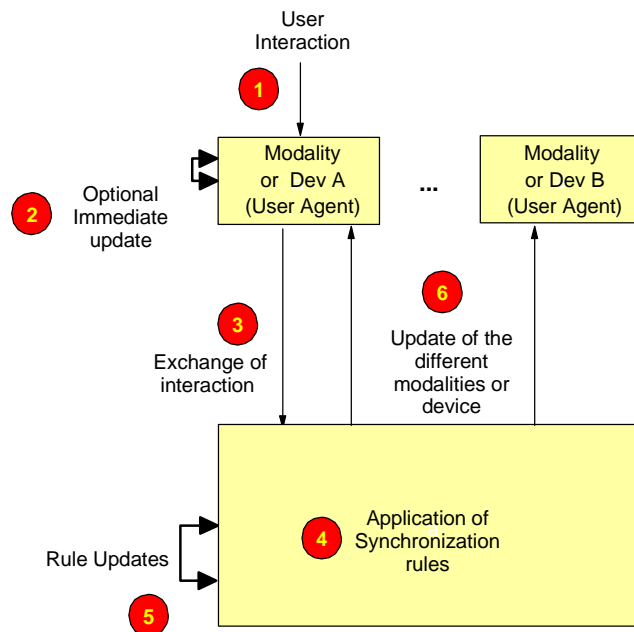 User
Interaction
1
Modality
or Dev A
(User Agent)
...
Modality
or Dev B
(User Agent)
2
Optional
Immediate
update
3
Exchange of
interaction
6
Update of the
different
modalities or
device
4
Application of
Synchronization
rules
Rule Updates
5